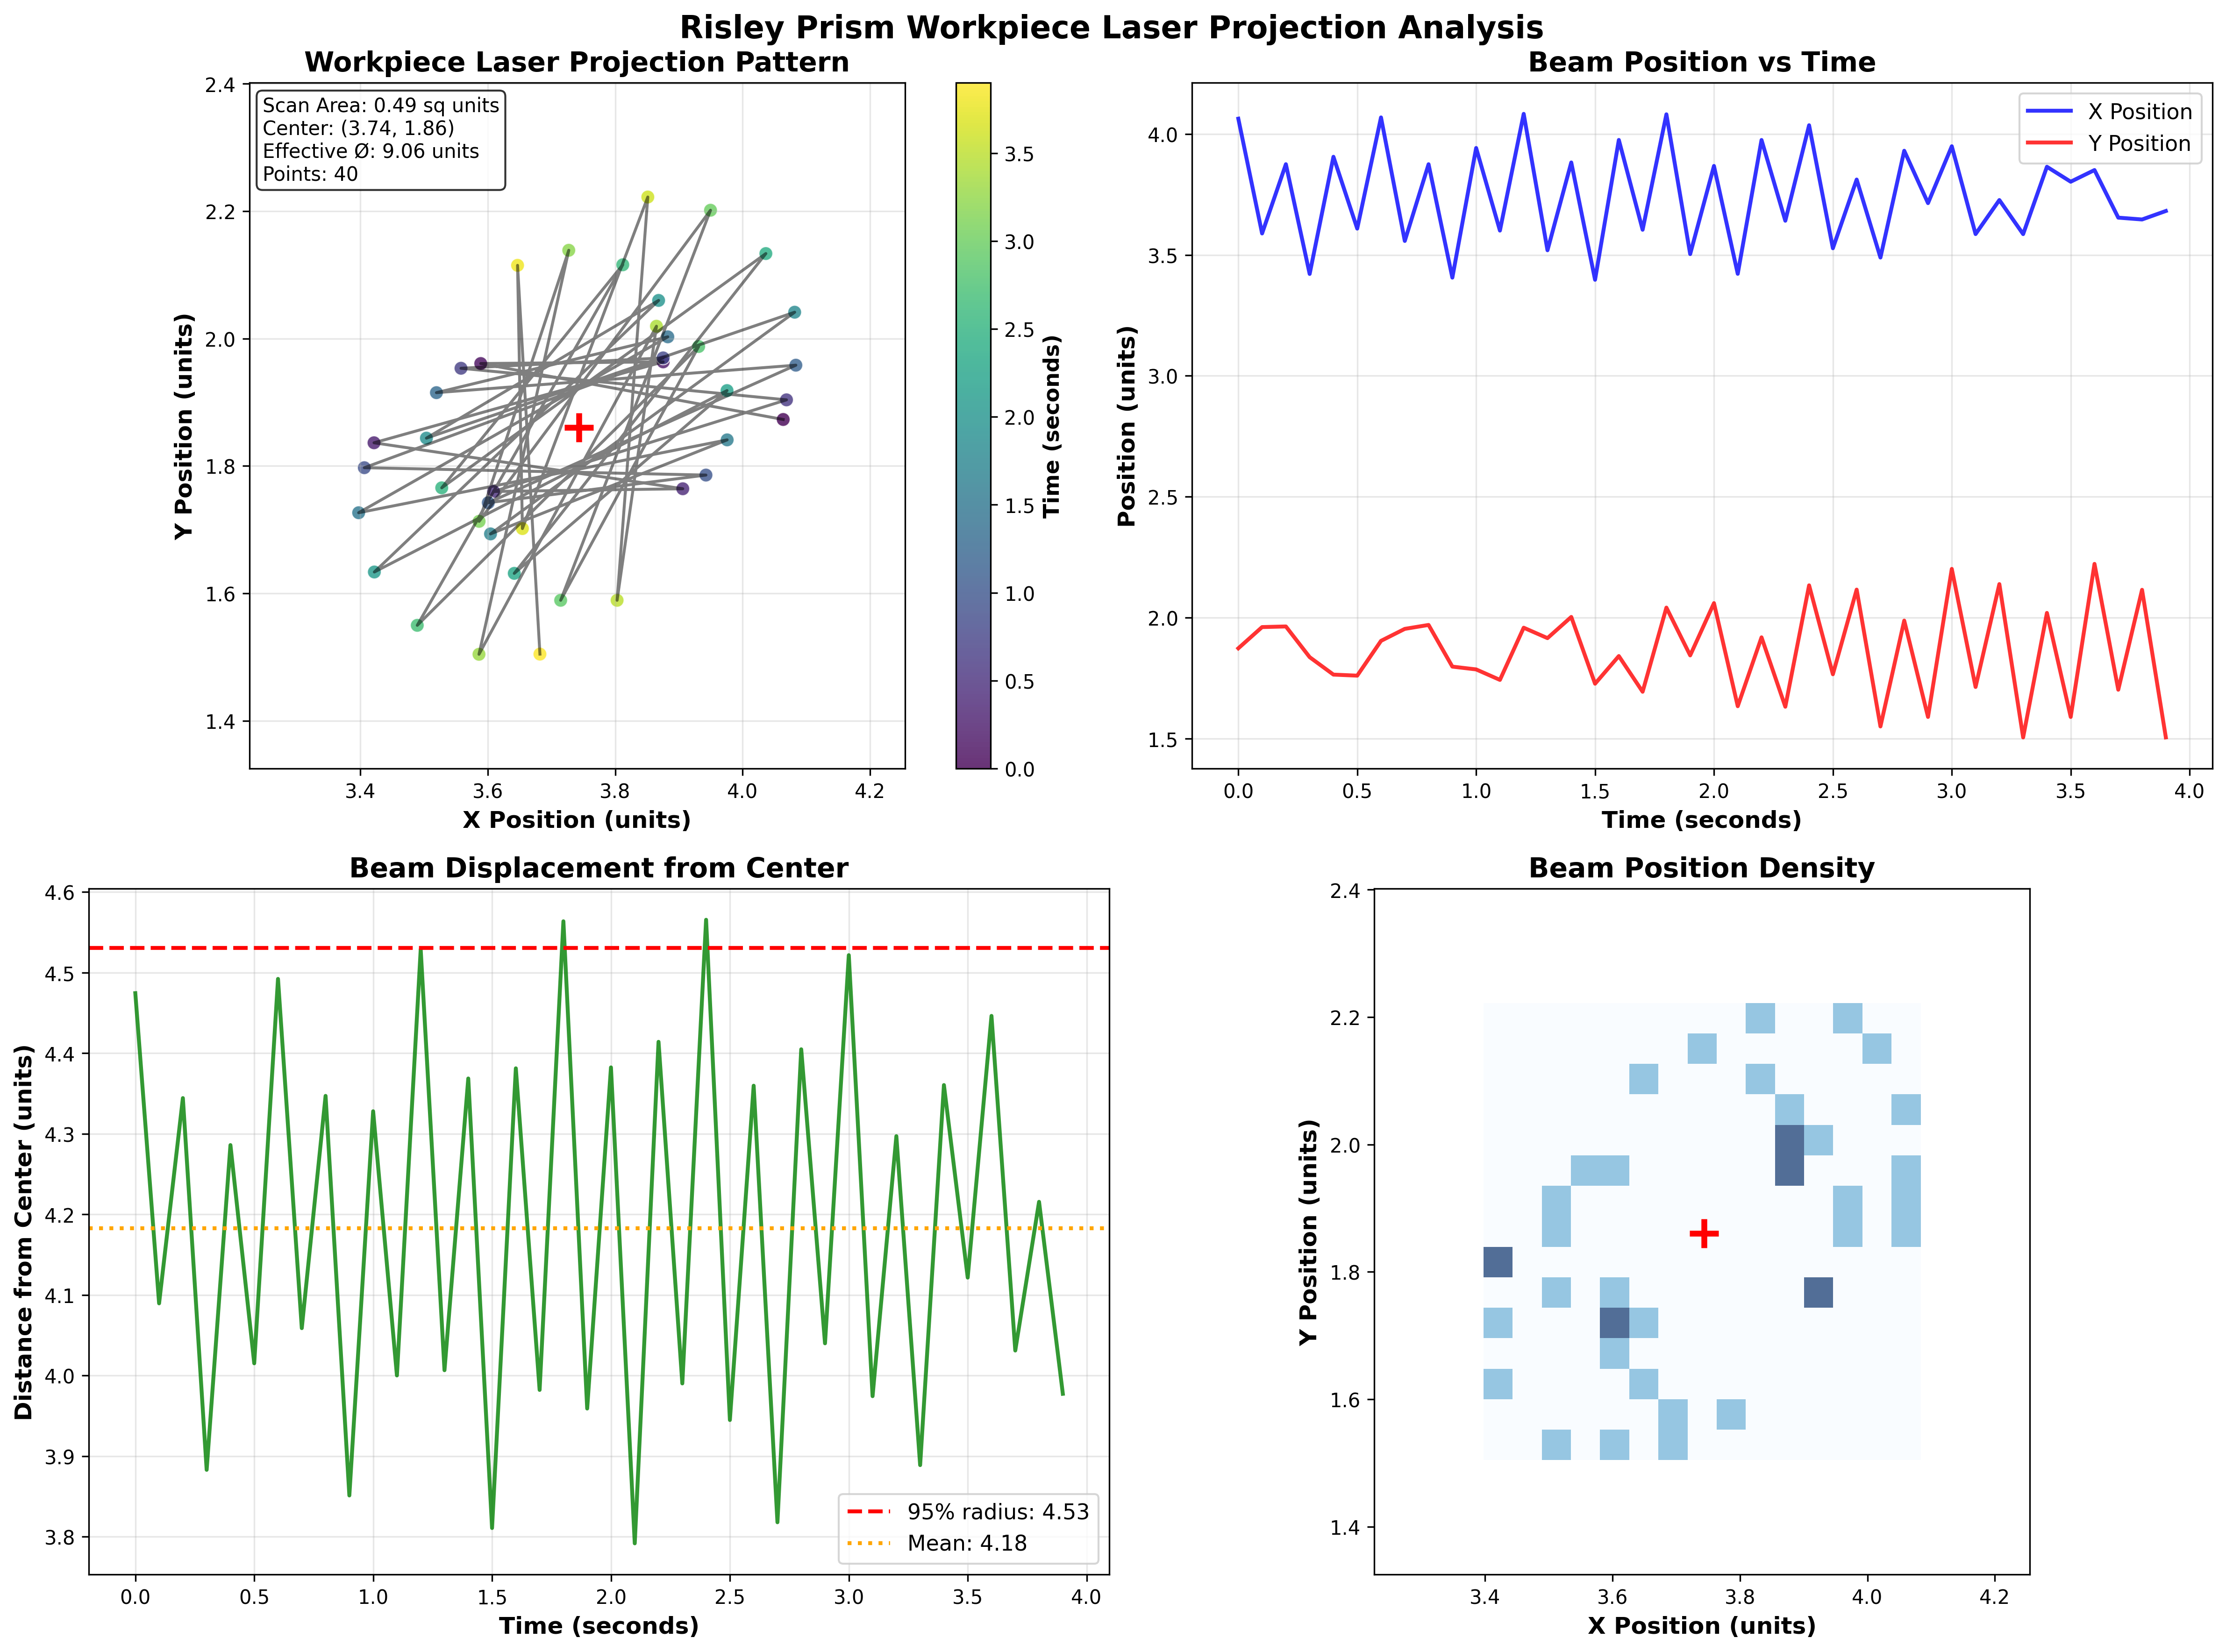 Risley Prism Workpiece Laser Projection Analysis
Workpiece Laser Projection Pattern
Scan Area: 0.49 sq units
Center: (3.74, 1.86)
Effective Ø: 9.06 units
Points: 40
2.4
2.2
2.0
1.8
1.6
1.4
Y Position (units)
3.4 3.6 3.8 4.0 4.2
X Position (units)
3.5
3.0
2.5
2.0
1.5
1.0
0.5
0.0
Time (seconds)
Beam Position vs Time
X Position
Y Position
4.0
3.5
3.0
2.5
2.0
1.5
Position (units)
0.0 0.5 1.0 1.5 2.0 2.5 3.0 3.5 4.0
Time (seconds)
Beam Displacement from Center
4.6
4.5
4.4
4.3
4.2
4.1
4.0
3.9
3.8
Distance from Center (units)
95% radius: 4.53
Mean: 4.18
0.0 0.5 1.0 1.5 2.0 2.5 3.0 3.5 4.0
Time (seconds)
Beam Position Density
2.4
2.2
2.0
1.8
1.6
1.4
Y Position (units)
3.4 3.6 3.8 4.0 4.2
X Position (units)